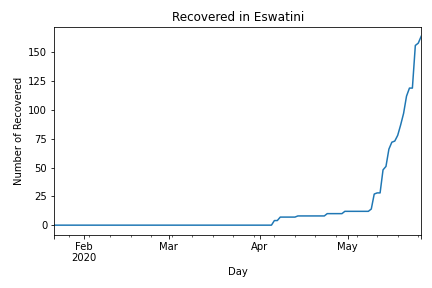 Recovered in Eswatini
Number of Recovered
150
125
100
75
50
25
0
Feb
2020
Mar
Apr
May
Day